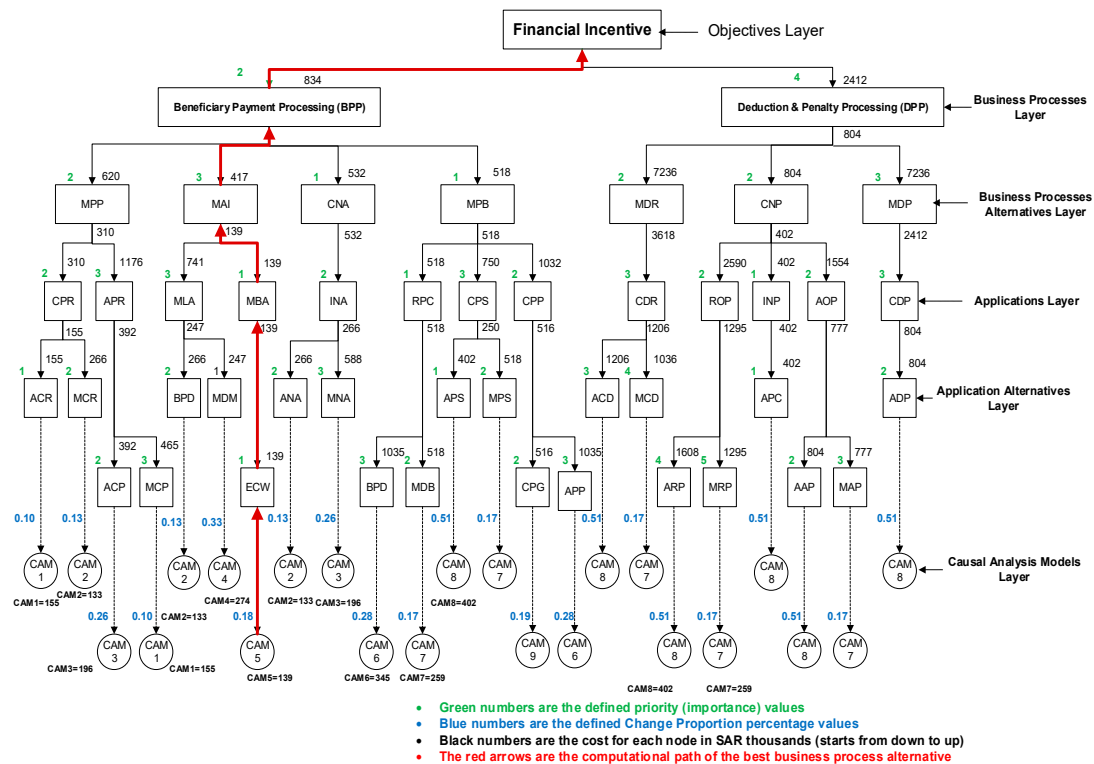 Financial Incentive
Objectives Layer
2
834
4
2412
Beneficiary Payment Processing (BPP)
Deduction & Penalty Processing (DPP)
Business Processes
Layer
804
2
620
3
417
1
532
1
518
2
7236
2
804
3
7236
MPP
MAI
CNA
MPB
MDR
CNP
MDP
Business Processes
Alternatives Layer
310
139
532
518
3618
402
2412
2
310
3
1176
3
741
1
139
2
1
518
3
750
2
1032
3
2
2590
1
402
2
1554
3
CPR
APR
MLA
MBA
INA
RPC
CPS
CPP
CDR
ROP
INP
AOP
CDP
Applications Layer
155
392
247
139
266
518
250
516
1206
1295
402
777
804
1
155
2
266
2
266
1
247
2
266
3
588
1
402
2
518
3
1206
4
1036
1
402
2
804
ACR
MCR
BPD
MDM
ANA
MNA
APS
MPS
ACD
MCD
APC
ADP
Application Alternatives
Layer
2
392
3
465
1
139
3
1035
2
518
2
516
3
1035
4
1608
5
1295
2
804
3
777
ACP
MCP
ECW
BPD
MDB
CPG
APP
ARP
MRP
AAP
MAP
0.10
0.13
0.13
0.33
0.13
0.26
0.51
0.17
0.51
0.17
0.51
0.51
CAM
1
CAM
2
CAM
2
CAM
4
CAM
2
CAM
3
CAM
8
CAM
7
CAM
8
CAM
7
CAM
8
CAM
8
Causal Analysis Models
Layer
CAM1=155
CAM2=133
CAM4=274
CAM2=133
CAM3=196
CAM8=402
0.26
0.10
CAM2=133
0.18
0.28
0.17
0.19
0.28
0.51
0.17
0.51
0.17
CAM
3
CAM
1
CAM
5
CAM
6
CAM
7
CAM
9
CAM
6
CAM
8
CAM
7
CAM
8
CAM
7
CAM3=196
CAM1=155
CAM5=139
CAM6=345
CAM7=259
CAM8=402
CAM7=259
• Green numbers are the defined priority (importance) values
• Blue numbers are the defined Change Proportion percentage values
• Black numbers are the cost for each node in SAR thousands (starts from down to up)
• The red arrows are the computational path of the best business process alternative